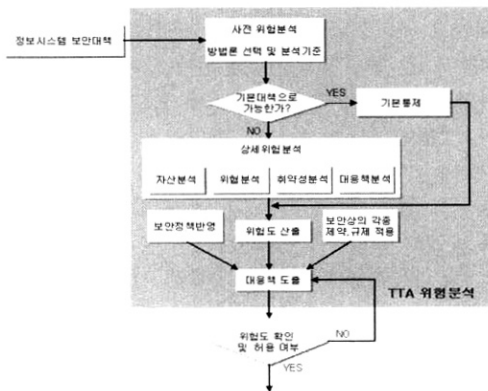 사전 위험분석
정보시스템 보안대책
방법론 선택 및 분석기준
기본대책으로
가능한가?
YES
기본통제
NO
상세위험분석
자산분석
위협분석
취약성분석
대응책분석
보안정책반영
위험도 산출
보안상의 각종
제약,규제 적용
대응책 도출
TTA 위험분석
위험도 확인
및 허용 여부
NO
YES